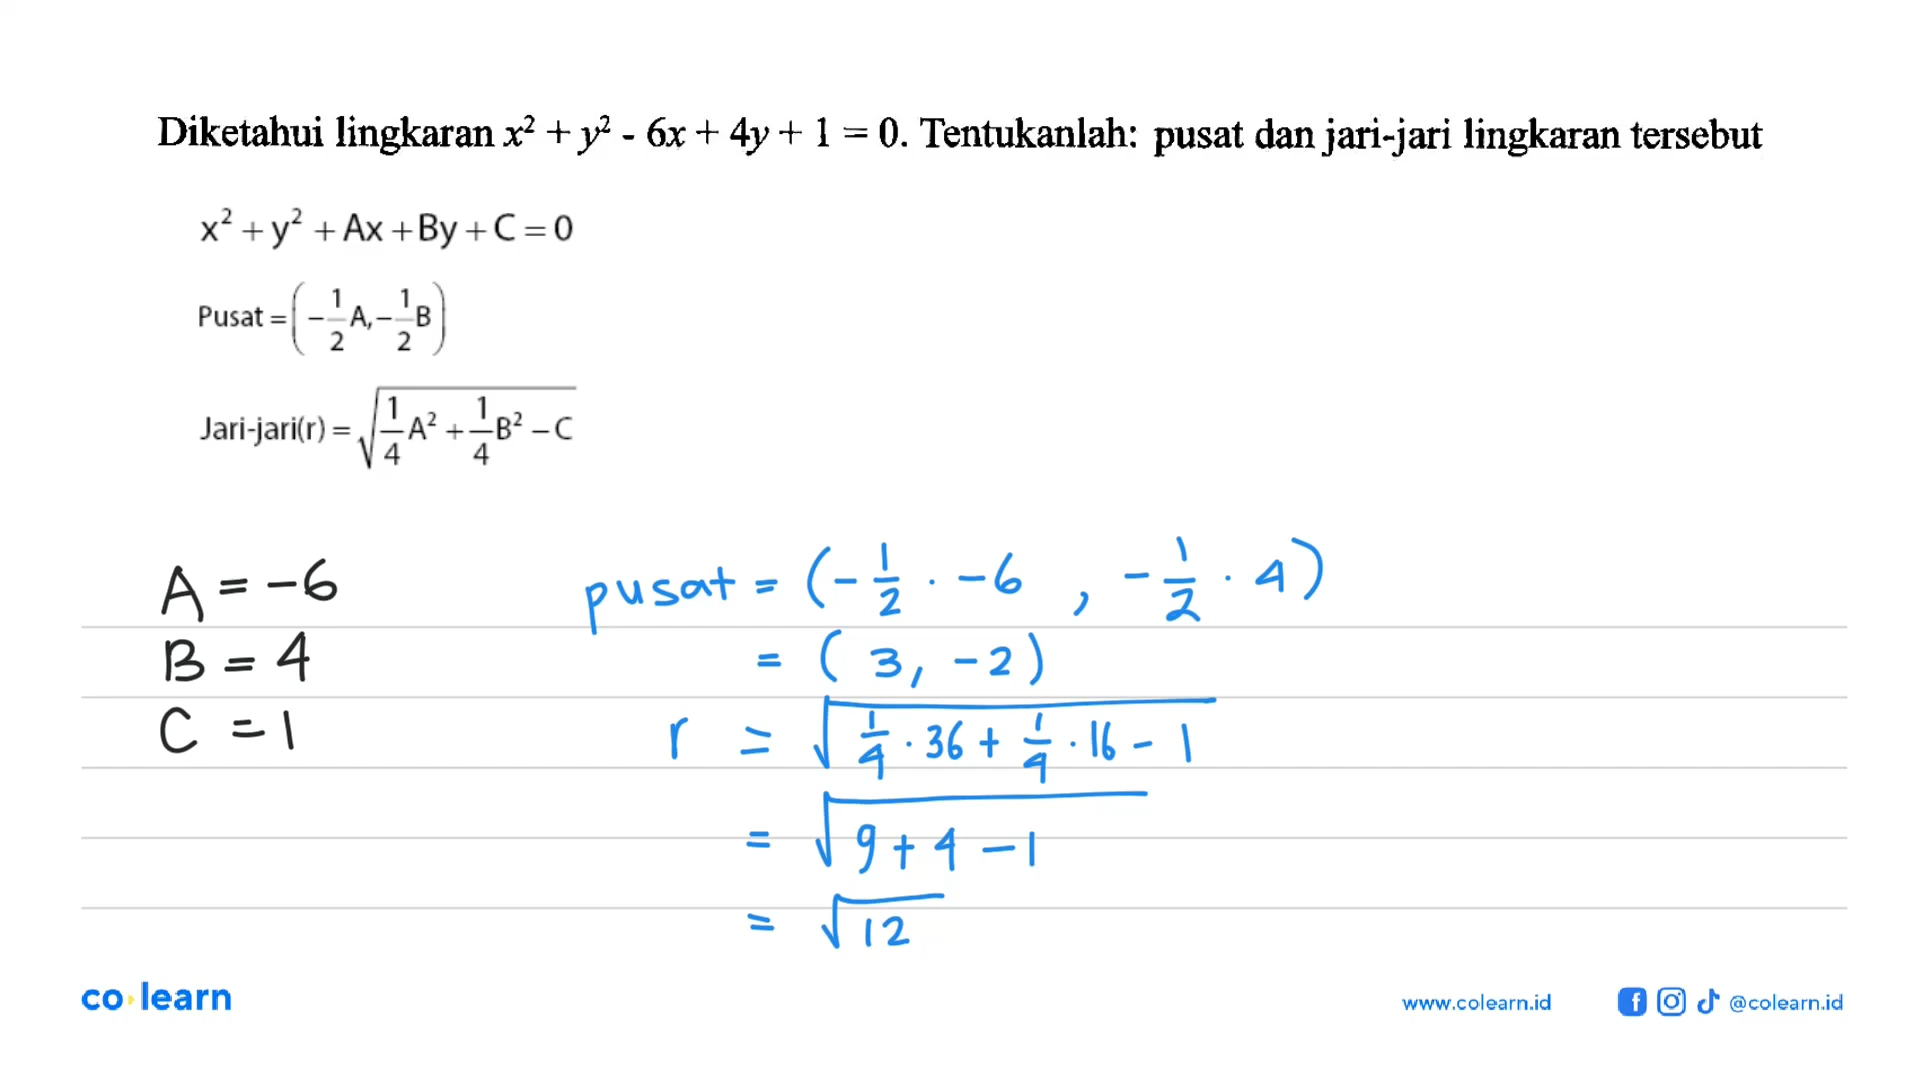 Diketahui lingkaran x² + y² - 6x + 4y + 1 = 0. Tentukanlah: pusat dan jari-jari lingkaran tersebut
x² + y² + Ax + By + C = 0
Pusat = (-1/2 A, -1/2 B)
Jari-jari(r) = √(1/4 A² + 1/4 B² - C)
A = -6
B = 4
C = 1
pusat = (-1/2 · -6 , -1/2 · 4)
= (3, -2)
r = √(1/4 · 36 + 1/4 · 16 - 1)
= √(9 + 4 - 1)
= √12
co learn
www.colearn.id
@colearn.id